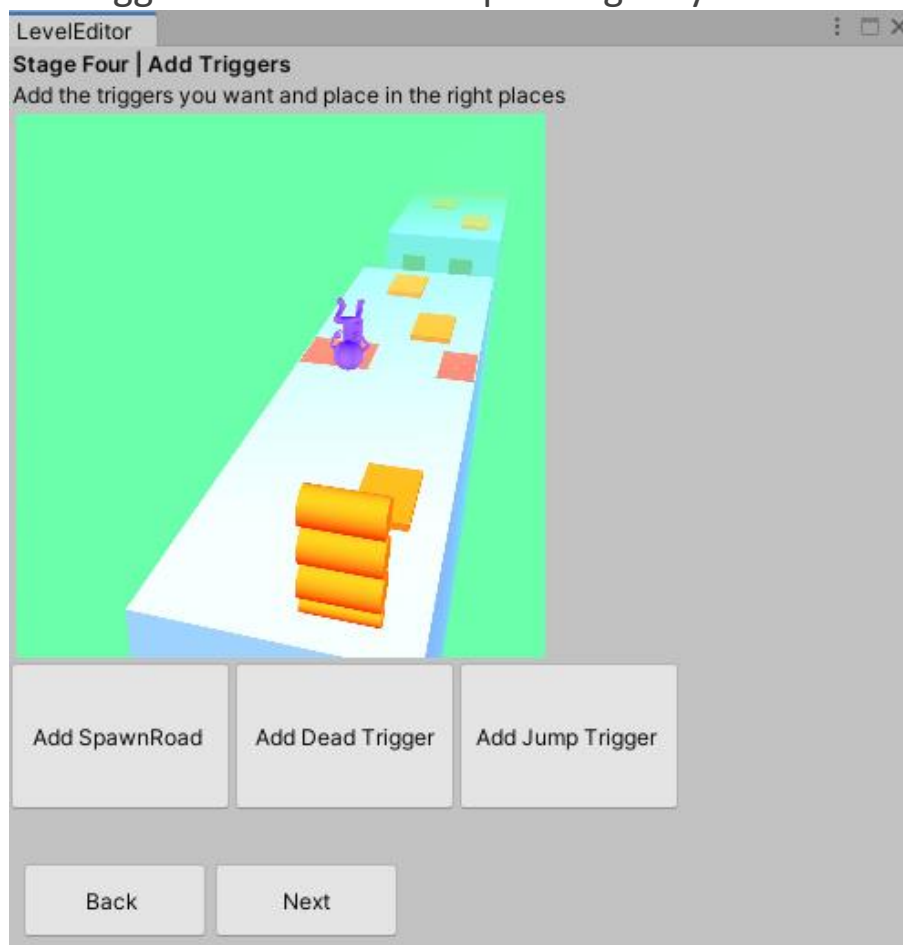 LevelEditor
Stage Four | Add Triggers
Add the triggers you want and place in the right places
Add SpawnRoad
Add Dead Trigger
Add Jump Trigger
Back
Next